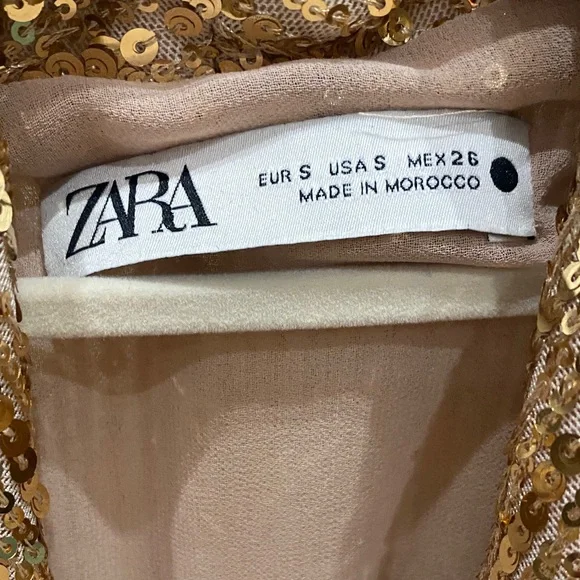 ZARA
EUR S USA S MEX 26
MADE IN MOROCCO